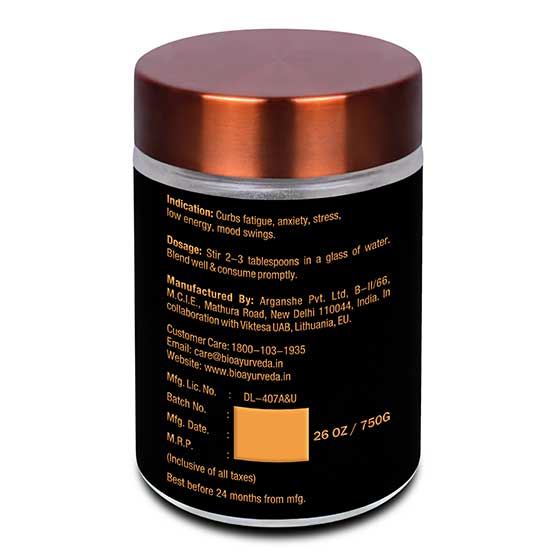 Indication: Curbs fatigue, anxiety, stress,
low energy, mood swings.
Dosage: Stir 2-3 tablespoons in a glass of water.
Blend well & consume promptly.
Manufactured By: Arganshe Pvt. Ltd, B-II/66,
M.C.I.E., Mathura Road, New Delhi 110044, India. In
collaboration with Viktesa UAB, Lithuania, EU.
Customer Care: 1800-103-1935
Email: care@bioayurveda.in
Website: www.bioayurveda.in
Mfg. Lic. No. : DL-407A&U
Batch No. :
Mfg. Date. :
26 OZ / 750G
M.R.P. :
(Inclusive of all taxes)
Best before 24 months from mfg.